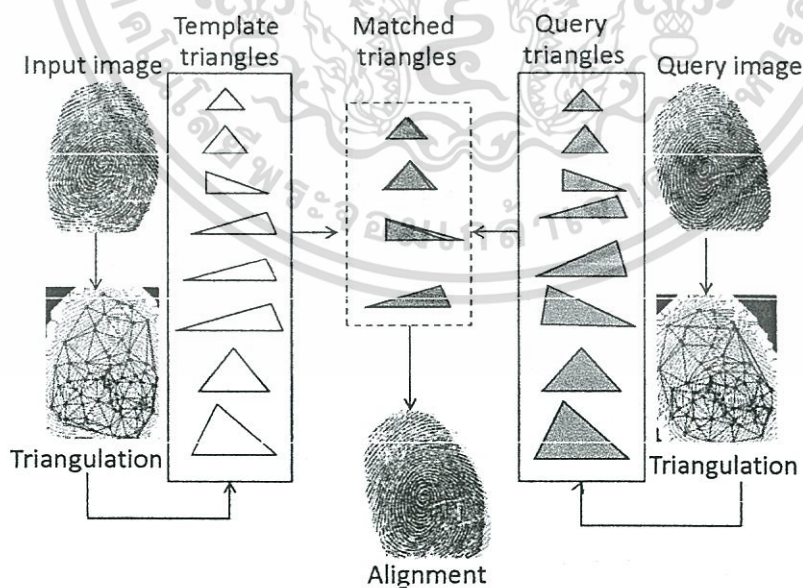 Input image
Template
triangles
Matched
triangles
Query
triangles
Query image
Triangulation
Triangulation
Alignment